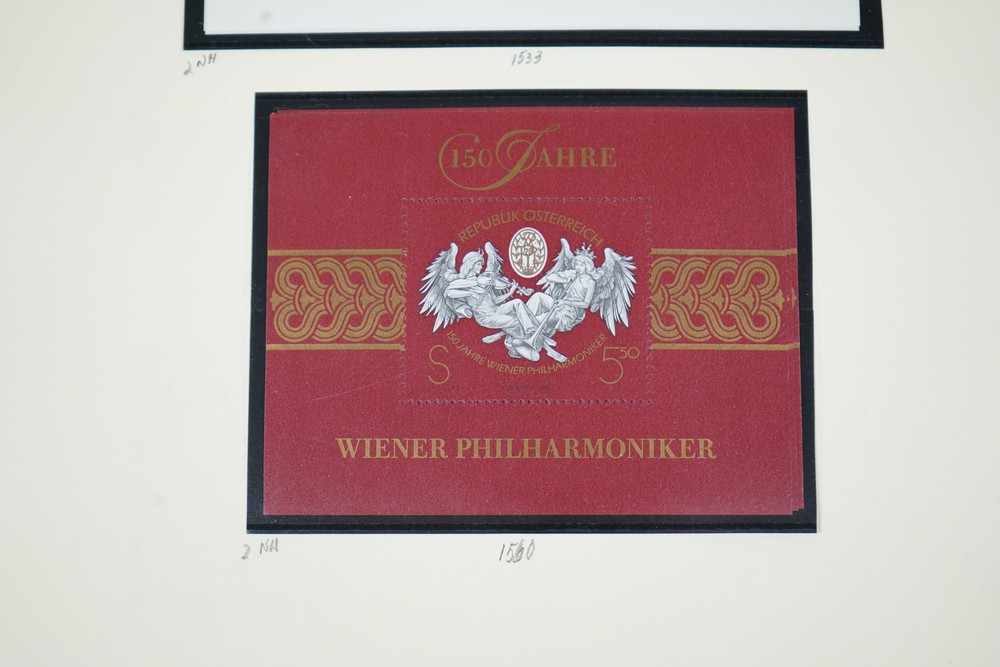 2 NH
1533
150 JAHRE
REPUBLIK ÖSTERREICH
150 JAHRE WIENER PHILHARMONIKER
S 5.50
WIENER PHILHARMONIKER
2 NH
1560